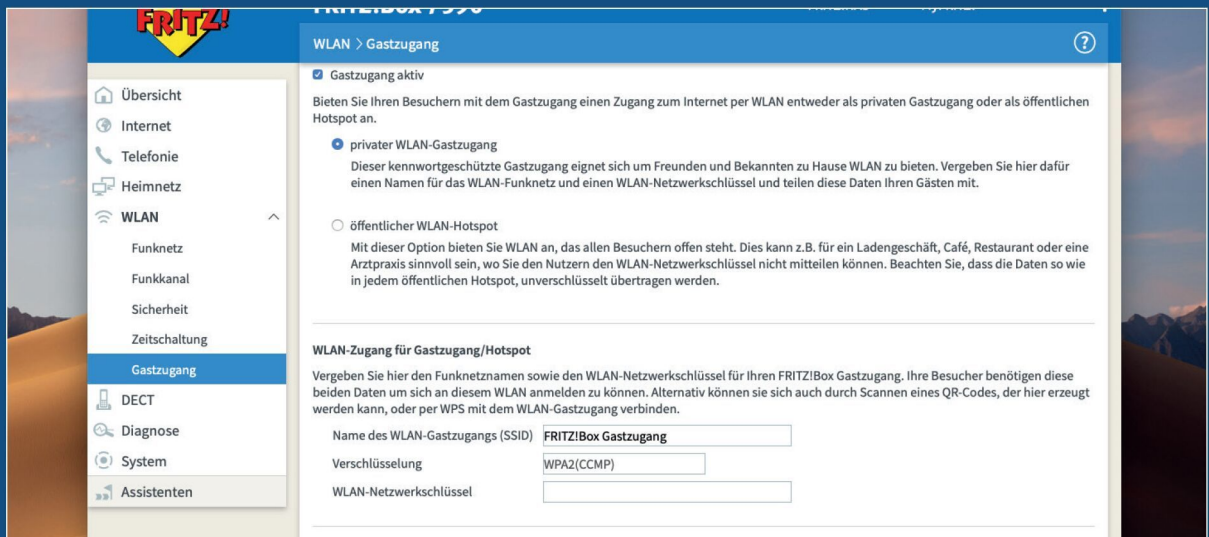 FRITZ!
WLAN > Gastzugang
?
Gastzugang aktiv
Bieten Sie Ihren Besuchern mit dem Gastzugang einen Zugang zum Internet per WLAN entweder als privaten Gastzugang oder als öffentlichen
Hotspot an.
privater WLAN-Gastzugang
Dieser kennwortgeschützte Gastzugang eignet sich um Freunden und Bekannten zu Hause WLAN zu bieten. Vergeben Sie hier dafür
einen Namen für das WLAN-Funknetz und einen WLAN-Netzwerkschlüssel und teilen diese Daten Ihren Gästen mit.
öffentlicher WLAN-Hotspot
Mit dieser Option bieten Sie WLAN an, das allen Besuchern offen steht. Dies kann z.B. für ein Ladengeschäft, Café, Restaurant oder eine
Arztpraxis sinnvoll sein, wo Sie den Nutzern den WLAN-Netzwerkschlüssel nicht mitteilen können. Beachten Sie, dass die Daten so wie
in jedem öffentlichen Hotspot, unverschlüsselt übertragen werden.
WLAN-Zugang für Gastzugang/Hotspot
Vergeben Sie hier den Funknetznamen sowie den WLAN-Netzwerkschlüssel für Ihren FRITZ!Box Gastzugang. Ihre Besucher benötigen diese
beiden Daten um sich an diesem WLAN anmelden zu können. Alternativ können sie sich auch durch Scannen eines QR-Codes, der hier erzeugt
werden kann, oder per WPS mit dem WLAN-Gastzugang verbinden.
Name des WLAN-Gastzugangs (SSID) FRITZ!Box Gastzugang
Verschlüsselung WPA2(CCMP)
WLAN-Netzwerkschlüssel
Übersicht
Internet
Telefonie
Heimnetz
WLAN
Funknetz
Funkkanal
Sicherheit
Zeitschaltung
Gastzugang
DECT
Diagnose
System
Assistenten